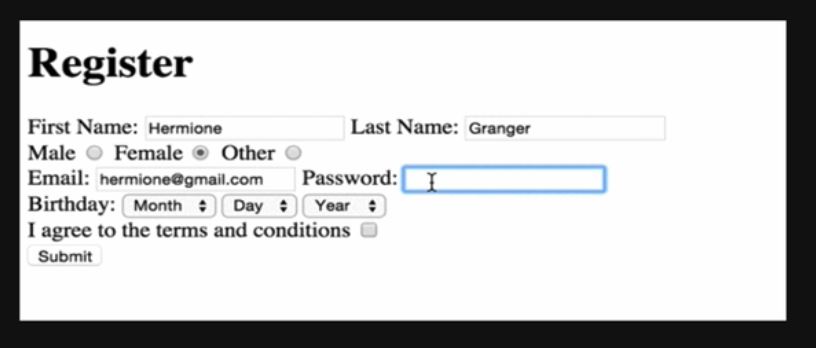 Register
First Name: Hermione Last Name: Granger
Male Female Other
Email: hermione@gmail.com Password:
Birthday: Month Day Year
I agree to the terms and conditions
Submit